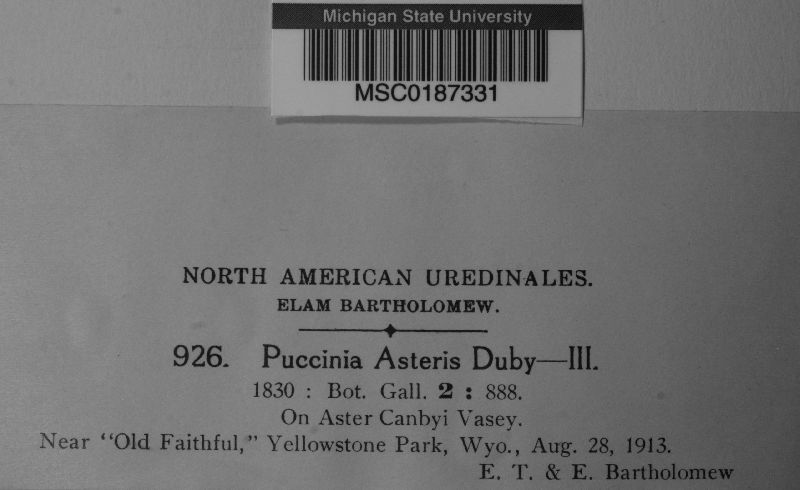 Michigan State University
MSC0187331
NORTH AMERICAN UREDINALES.
ELAM BARTHOLOMEW.
926. Puccinia Asteris Duby—III.
1830 : Bot. Gall. 2 : 888.
On Aster Canbyi Vasey.
Near "Old Faithful," Yellowstone Park, Wyo., Aug. 28, 1913.
E. T. & E. Bartholomew